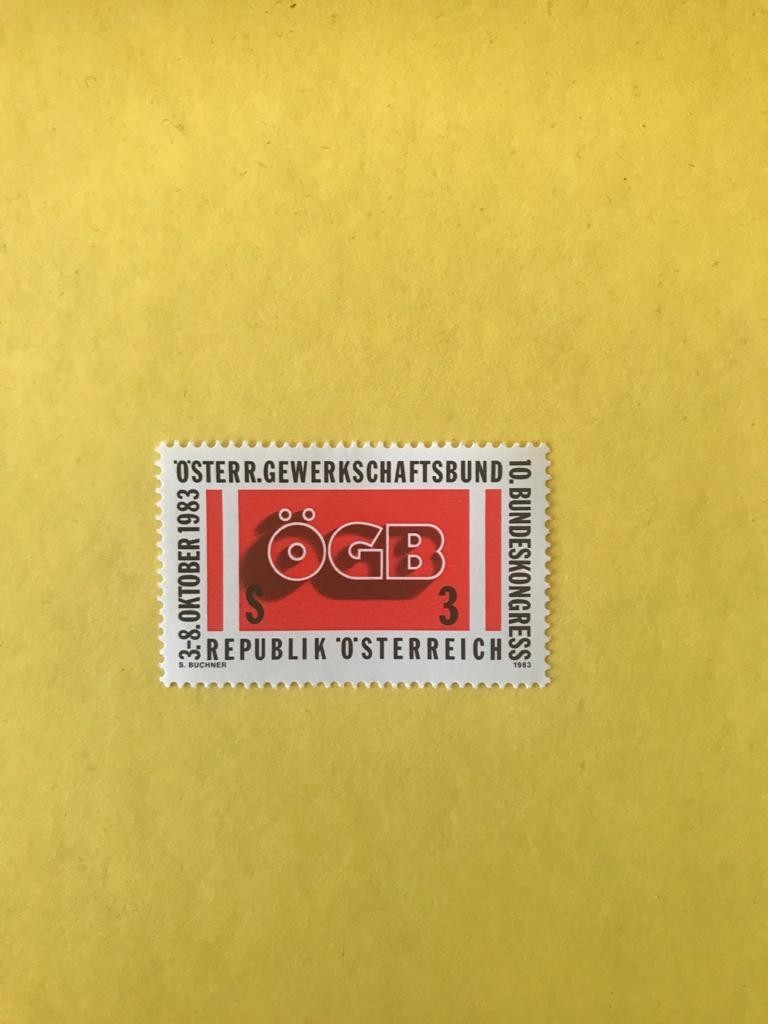 ÖSTERR.GEWERKSCHAFTSBUND
10. BUNDESKONGRESS
3-8. OKTOBER 1983
ÖGB
S 3
REPUBLIK ÖSTERREICH
S. BUCHNER 1983